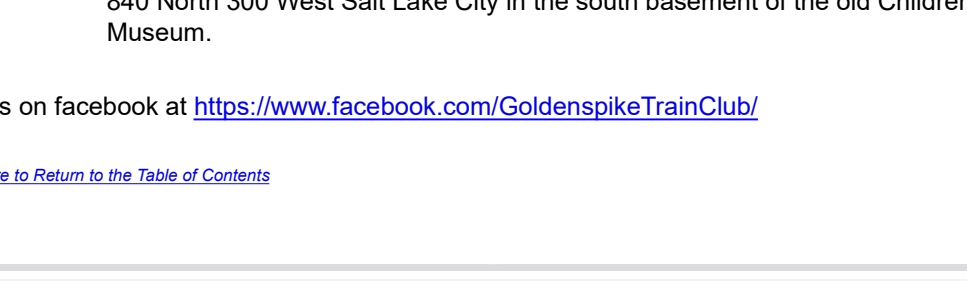 840 North 300 West Salt Lake City in the south basement of the old Children
Museum.
s on facebook at https://www.facebook.com/GoldenspikeTrainClub/
re to Return to the Table of Contents